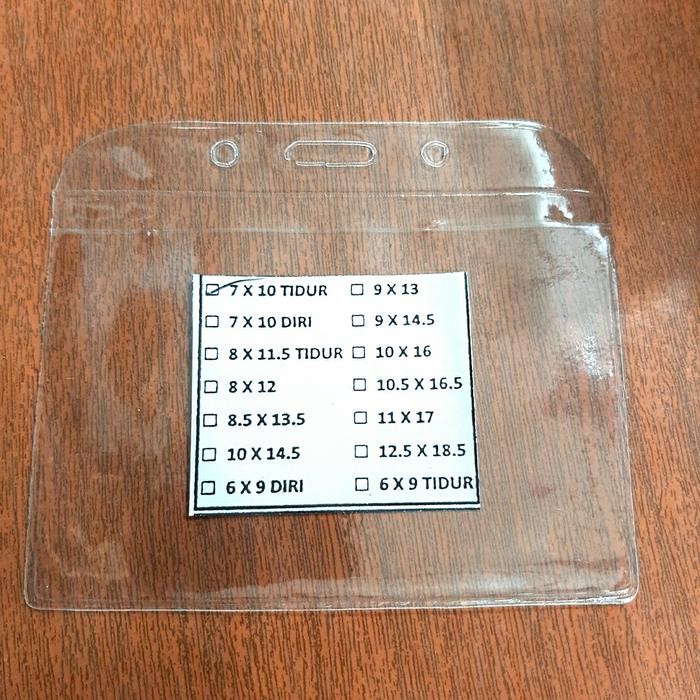 7 X 10 TIDUR
7 X 10 DIRI
8 X 11.5 TIDUR
8 X 12
8.5 X 13.5
10 X 14.5
6 X 9 DIRI
9 X 13
9 X 14.5
10 X 16
10.5 X 16.5
11 X 17
12.5 X 18.5
6 X 9 TIDUR